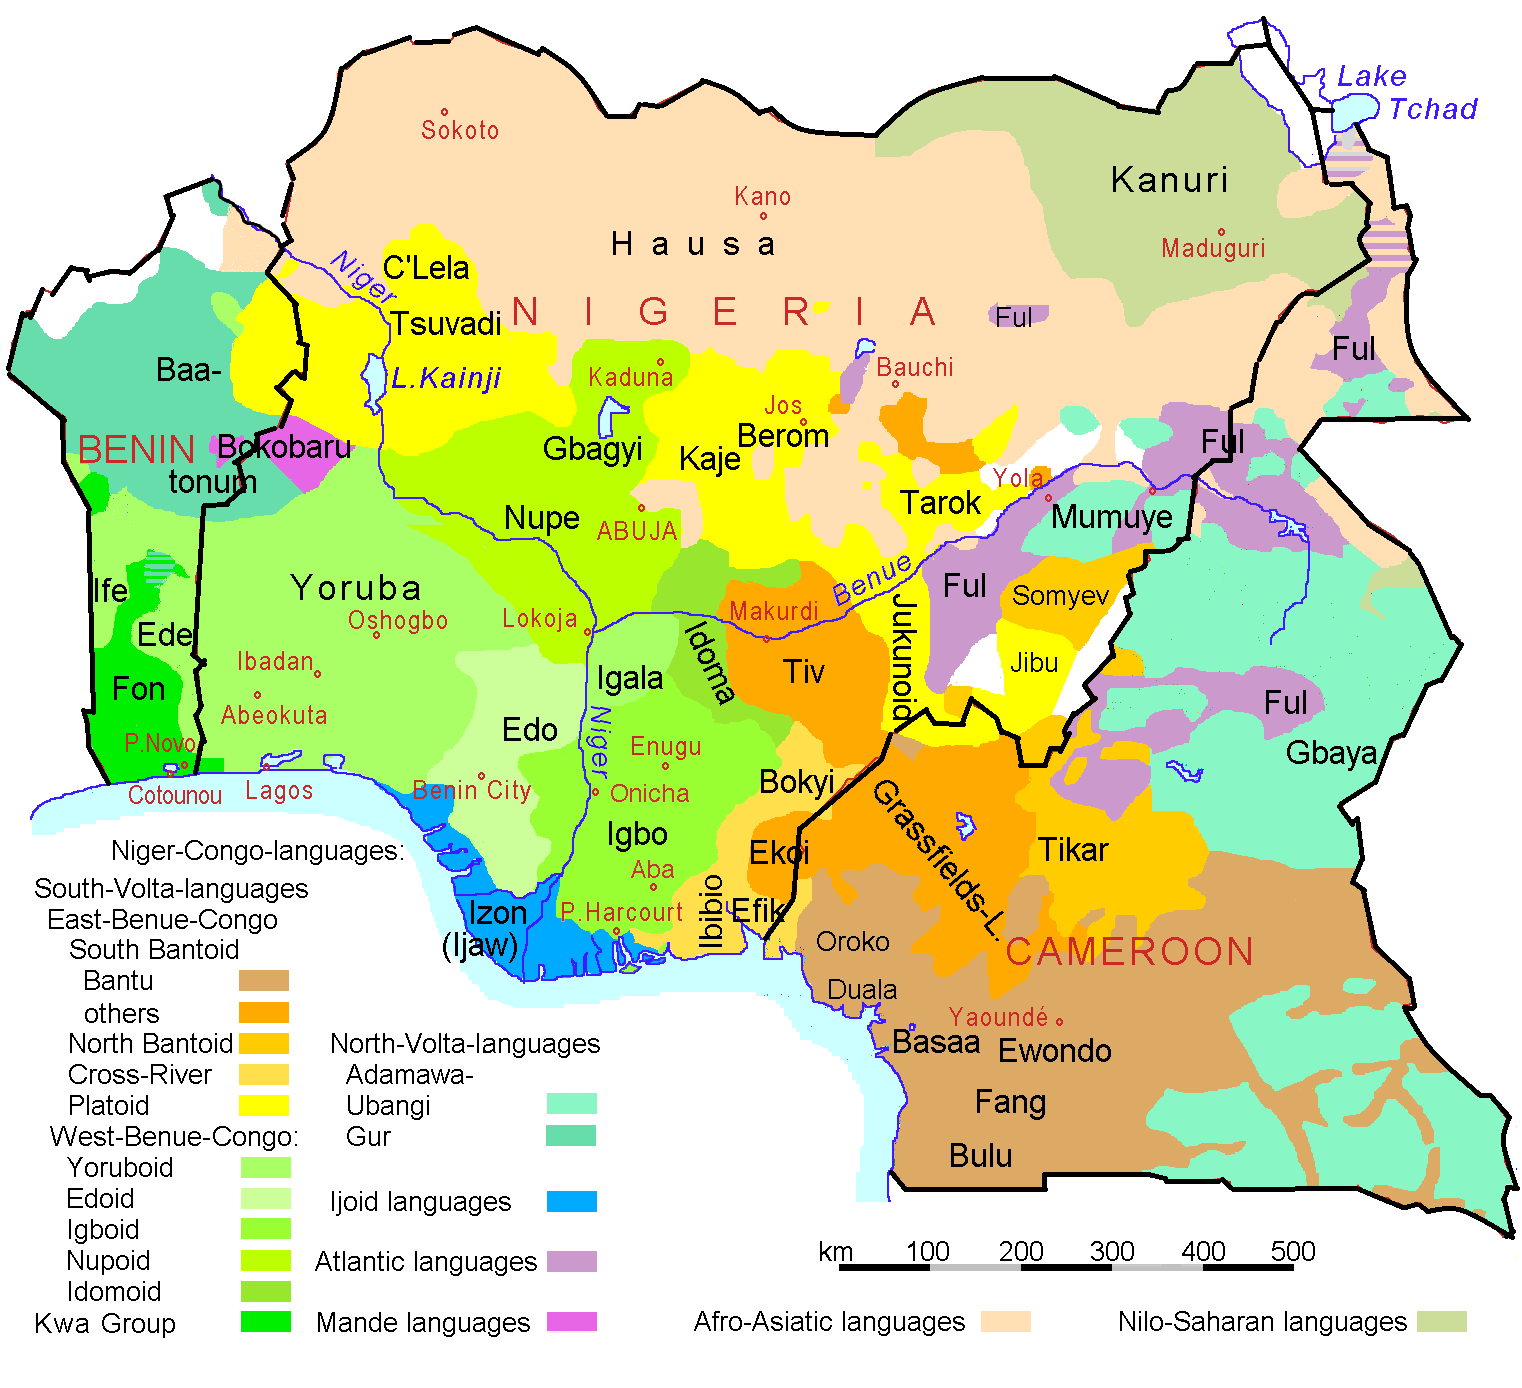 Lake
Tchad
Sokoto
Kanuri
Kano
Hausa
Maduguri
Niger
C'Lela
Tsuvadi
NIGERIA
Ful
Ful
Baa-
L.Kainji
Kaduna
Bauchi
Jos
BENIN
Bokobaru
Gbagyi
Kaje
Berom
Ful
tonum
Yola
Tarok
Nupe
ABUJA
Mumuye
Ife
Yoruba
Benue
Ful
Somyev
Oshogbo
Lokoja
Makurdi
Jukunoid
Ede
Idoma
Ibadan
Igala
Tiv
Jibu
Fon
Abeokuta
Ful
Edo
Niger
P.Novo
Enugu
Gbaya
Cotounou
Lagos
Benin City
Onicha
Bokyi
Grassfields-L.
Igbo
Ekoi
Tikar
Aba
Ibibio
Efik
Izon
(Ijaw)
P.Harcourt
Oroko
CAMEROON
Duala
Yaoundé
Basaa
Ewondo
Fang
Bulu
Niger-Congo-languages:
South-Volta-languages
East-Benue-Congo
South Bantoid
Bantu
others
North Bantoid
Cross-River
Platoid
West-Benue-Congo:
Yoruboid
Edoid
Igboid
Nupoid
Idomoid
Kwa Group
North-Volta-languages
Adamawa-
Ubangi
Gur
Ijoid languages
Atlantic languages
Mande languages
km 100 200 300 400 500
Afro-Asiatic languages
Nilo-Saharan languages